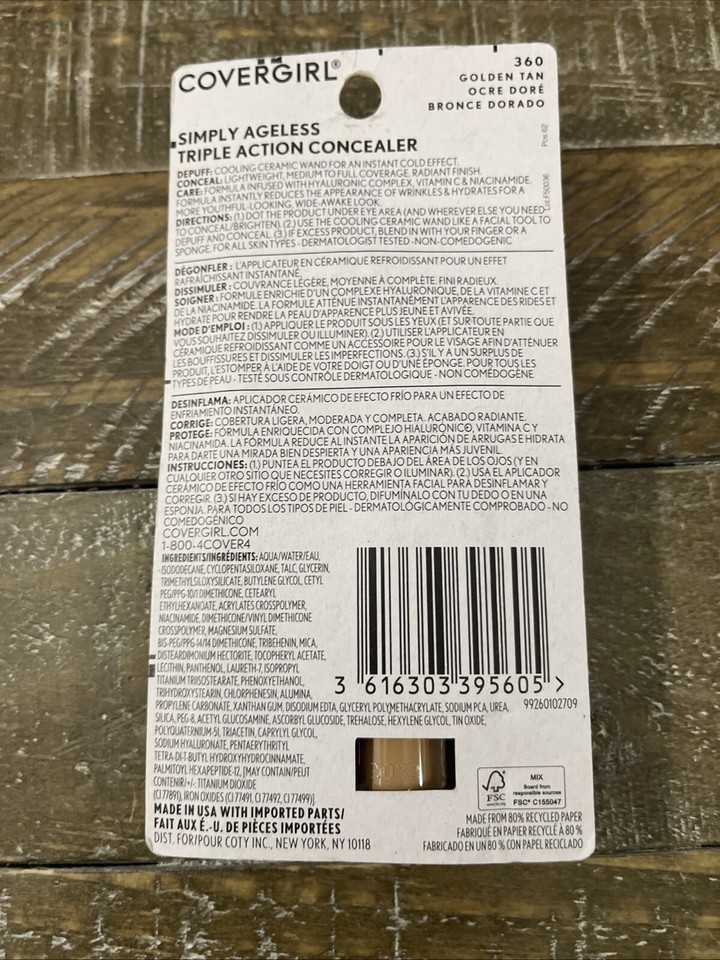 COVERGIRL®
360
GOLDEN TAN
OCRE DORÉ
BRONCE DORADO
Pos:62
Lot:F50036
SIMPLY AGELESS
TRIPLE ACTION CONCEALER
DEPUFF: COOLING CERAMIC WAND FOR AN INSTANT COLD EFFECT.
CONCEAL: LIGHTWEIGHT, MEDIUM TO FULL COVERAGE. RADIANT FINISH.
CARE: FORMULA INFUSED WITH HYALURONIC COMPLEX, VITAMIN C & NIACINAMIDE.
FORMULA INSTANTLY REDUCES THE APPEARANCE OF WRINKLES & HYDRATES FOR A
MORE YOUTHFUL-LOOKING, WIDE-AWAKE LOOK.
DIRECTIONS: (1.) DOT THE PRODUCT UNDER EYE AREA (AND WHEREVER ELSE YOU NEED
TO CONCEAL/BRIGHTEN). (2.) USE THE COOLING CERAMIC WAND LIKE A FACIAL TOOL TO
DEPUFF AND CONCEAL. (3.) IF EXCESS PRODUCT, BLEND IN WITH YOUR FINGER OR A
SPONGE. FOR ALL SKIN TYPES - DERMATOLOGIST TESTED - NON-COMEDOGENIC
DÉGONFLER : L'APPLICATEUR EN CÉRAMIQUE REFROIDISSANT POUR UN EFFET
RAFRAÎCHISSANT INSTANTANÉ.
DISSIMULER : COUVRANCE LÉGÈRE, MOYENNE À COMPLÈTE. FINI RADIEUX.
SOIGNER : FORMULE ENRICHIE D'UN COMPLEXE HYALURONIQUE, DE LA VITAMINE C ET
DE LA NIACINAMIDE. LA FORMULE ATTÉNUE INSTANTANÉMENT L'APPARENCE DES RIDES ET
HYDRATE POUR RENDRE LA PEAU D'APPARENCE PLUS JEUNE ET AVIVÉE.
MODE D'EMPLOI : (1.) APPLIQUER LE PRODUIT SOUS LES YEUX (ET SUR TOUTE PARTIE QUE
VOUS SOUHAITEZ DISSIMULER OU ILLUMINER). (2.) UTILISER L'APPLICATEUR EN
CÉRAMIQUE REFROIDISSANT COMME UN ACCESSOIRE POUR LE VISAGE AFIN D'ATTÉNUER
LES BOUFFISSURES ET DISSIMULER LES IMPERFECTIONS. (3.) S'IL Y A UN SURPLUS DE
PRODUIT, L'ESTOMPER À L'AIDE DE VOTRE DOIGT OU D'UNE ÉPONGE. POUR TOUS LES
TYPES DE PEAU - TESTÉ SOUS CONTRÔLE DERMATOLOGIQUE - NON COMÉDOGÈNE
DESINFLAMA: APLICADOR CERÁMICO DE EFECTO FRÍO PARA UN EFECTO DE
ENFRIAMIENTO INSTANTÁNEO.
CORRIGE: COBERTURA LIGERA, MODERADA Y COMPLETA. ACABADO RADIANTE.
PROTEGE: FÓRMULA ENRIQUECIDA CON COMPLEJO HIALURÓNICO, VITAMINA C Y
NIACINAMIDA. LA FÓRMULA REDUCE AL INSTANTE LA APARICIÓN DE ARRUGAS E HIDRATA
PARA DARTE UNA MIRADA BIEN DESPIERTA Y UNA APARIENCIA MÁS JUVENIL.
INSTRUCCIONES: (1.) PUNTEA EL PRODUCTO DEBAJO DEL ÁREA DE LOS OJOS (Y EN
CUALQUIER OTRO SITIO QUE NECESITES CORREGIR O ILUMINAR). (2.) USA EL APLICADOR
CERÁMICO DE EFECTO FRÍO COMO UNA HERRAMIENTA FACIAL PARA DESINFLAMAR Y
CORREGIR. (3.) SI HAY EXCESO DE PRODUCTO, DIFUMÍNALO CON TU DEDO O EN UNA
ESPONJA. PARA TODOS LOS TIPOS DE PIEL - DERMATOLÓGICAMENTE COMPROBADO - NO
COMEDOGÉNICO
COVERGIRL.COM
1-800-4COVER4
INGREDIENTS/INGRÉDIENTS: AQUA/WATER/EAU,
ISODODECANE, CYCLOPENTASILOXANE, TALC, GLYCERIN,
TRIMETHYLSILOXYSILICATE, BUTYLENE GLYCOL, CETYL
PEG/PPG-10/1 DIMETHICONE, CETEARYL
ETHYLHEXANOATE, ACRYLATES CROSSPOLYMER,
NIACINAMIDE, DIMETHICONE/VINYL DIMETHICONE
CROSSPOLYMER, MAGNESIUM SULFATE,
BIS-PEG/PPG-14/14 DIMETHICONE, TRIBEHENIN, MICA,
DISTEARDIMONIUM HECTORITE, TOCOPHERYL ACETATE,
LECITHIN, PANTHENOL, LAURETH-7, ISOPROPYL
TITANIUM TRIISOSTEARATE, PHENOXYETHANOL,
TRIHYDROXYSTEARIN, CHLORPHENESIN, ALUMINA,
PROPYLENE CARBONATE, XANTHAN GUM, DISODIUM EDTA, GLYCERYL POLYMETHACRYLATE, SODIUM PCA, UREA,
SILICA, PEG-8, ACETYL GLUCOSAMINE, ASCORBYL GLUCOSIDE, TREHALOSE, HEXYLENE GLYCOL, TIN OXIDE,
POLYQUATERNIUM-51, TRIACETIN, CAPRYLYL GLYCOL,
SODIUM HYALURONATE, PENTAERYTHRITYL
TETRA-DI-T-BUTYL HYDROXYHYDROCINNAMATE,
PALMITOYL HEXAPEPTIDE-12, [MAY CONTAIN/PEUT
CONTENIR/+/- TITANIUM DIOXIDE
(CI 77891), IRON OXIDES (CI 77491, CI 77492, CI 77499)].
3 616303 395605 >
99260102709
MADE IN USA WITH IMPORTED PARTS/
FAIT AUX É.-U. DE PIÈCES IMPORTÉES
DIST. FOR/POUR COTY INC., NEW YORK, NY 10118
FSC
MIX
Board from
responsible sources
FSC® C155047
MADE FROM 80% RECYCLED PAPER
FABRIQUÉ EN PAPIER RECYCLÉ À 80 %
FABRICADO EN UN 80 % CON PAPEL RECICLADO